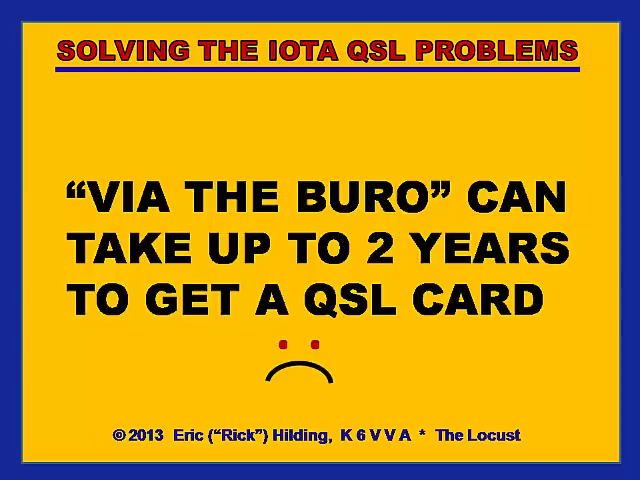 SOLVING THE IOTA QSL PROBLEMS
“VIA THE BURO” CAN
TAKE UP TO 2 YEARS
TO GET A QSL CARD
© 2013 Eric (“Rick”) Hilding, K 6 V V A * The Locust